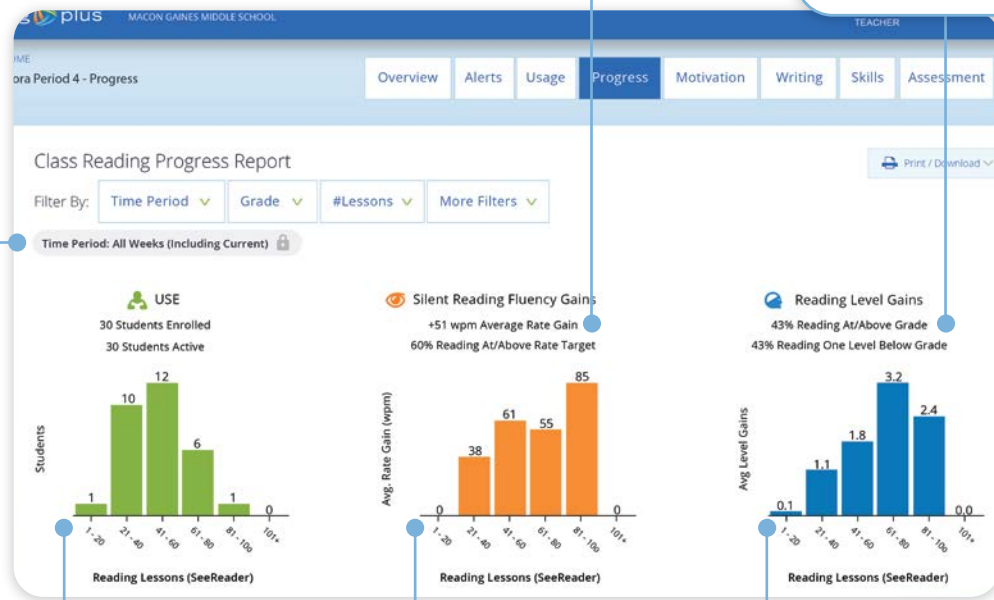 plus MACON GAINES MIDDLE SCHOOL
TEACHER
ora Period 4 - Progress
Overview Alerts Usage Progress Motivation Writing Skills Assessment
Class Reading Progress Report
Print / Download
Filter By: Time Period Grade #Lessons More Filters
Time Period: All Weeks (Including Current)
USE
30 Students Enrolled
30 Students Active
Students
1 10 12 6 1 0
1 - 20 21 - 40 41 - 60 61 - 80 81 - 100 101+
Reading Lessons (SeeReader)
Silent Reading Fluency Gains
+51 wpm Average Rate Gain
60% Reading At/Above Rate Target
Avg. Rate Gain (wpm)
0 38 61 55 85 0
1 - 20 21 - 40 41 - 60 61 - 80 81 - 100 101+
Reading Lessons (SeeReader)
Reading Level Gains
43% Reading At/Above Grade
43% Reading One Level Below Grade
Avg Level Gains
0.1 1.1 1.8 3.2 2.4 0.0
1 - 20 21 - 40 41 - 60 61 - 80 81 - 100 101+
Reading Lessons (SeeReader)